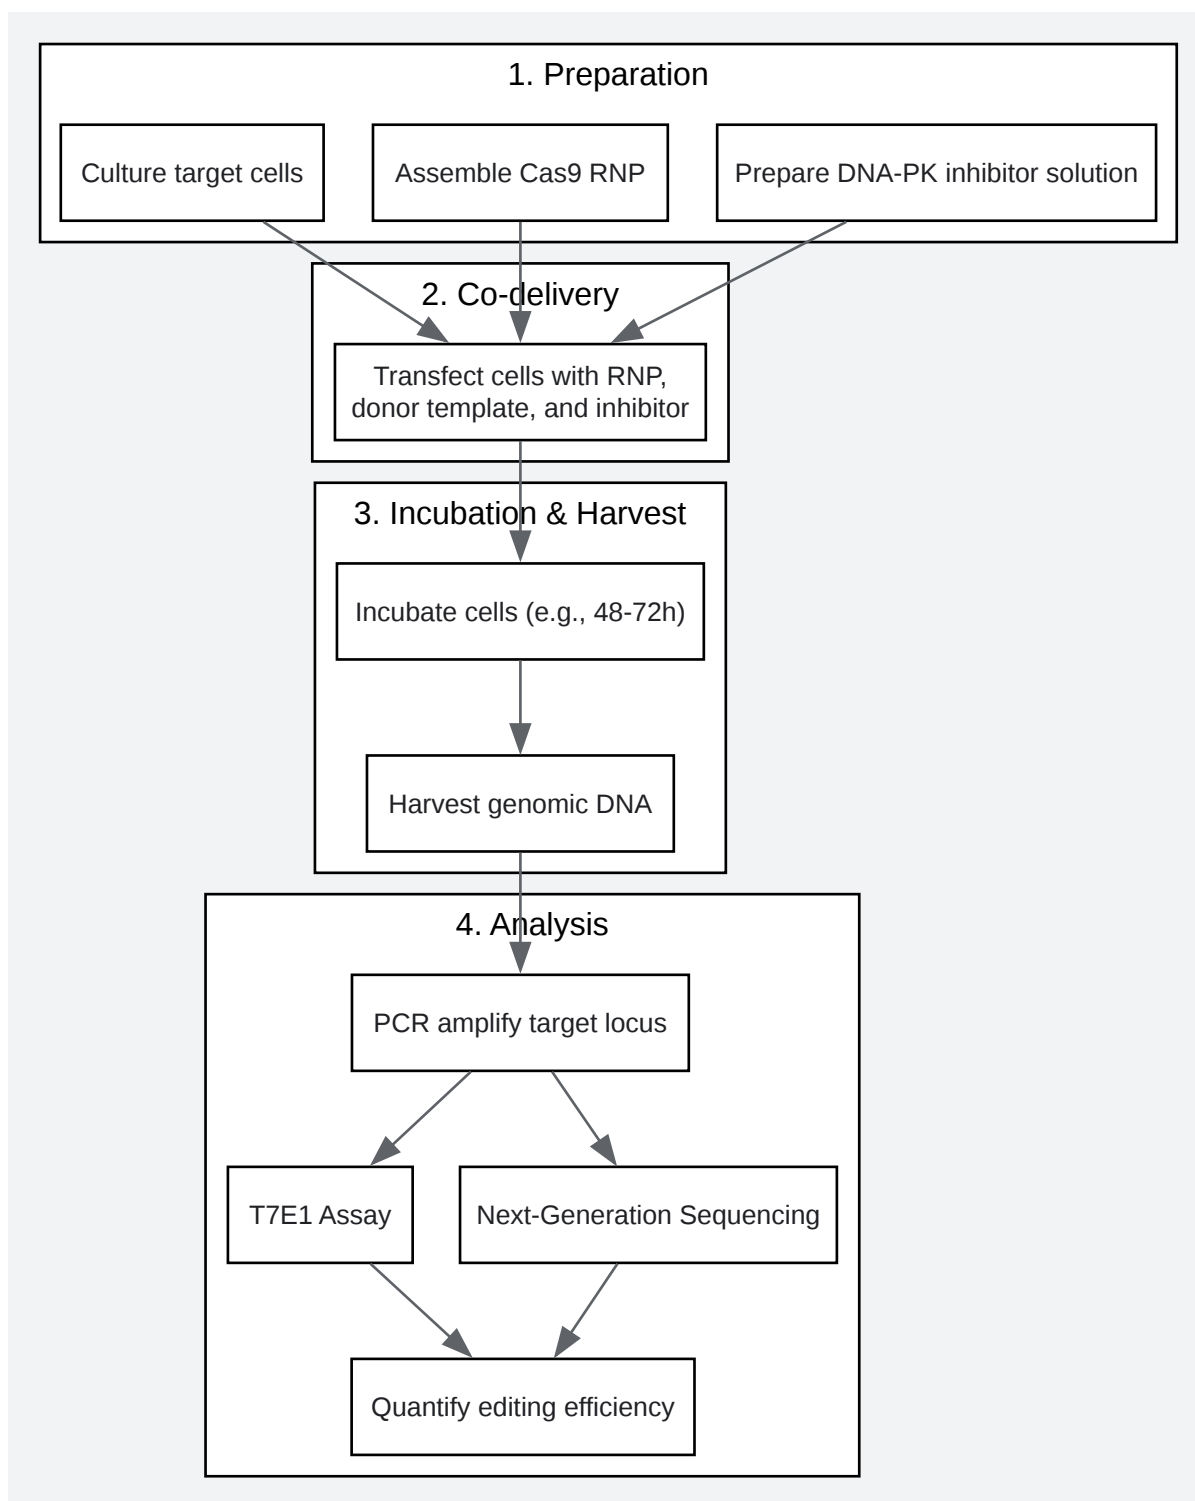 1. Preparation
Culture target cells
Assemble Cas9 RNP
Prepare DNA-PK inhibitor solution
2. Co-delivery
Transfect cells with RNP,
donor template, and inhibitor
3. Incubation & Harvest
Incubate cells (e.g., 48-72h)
Harvest genomic DNA
4. Analysis
PCR amplify target locus
T7E1 Assay
Next-Generation Sequencing
Quantify editing efficiency